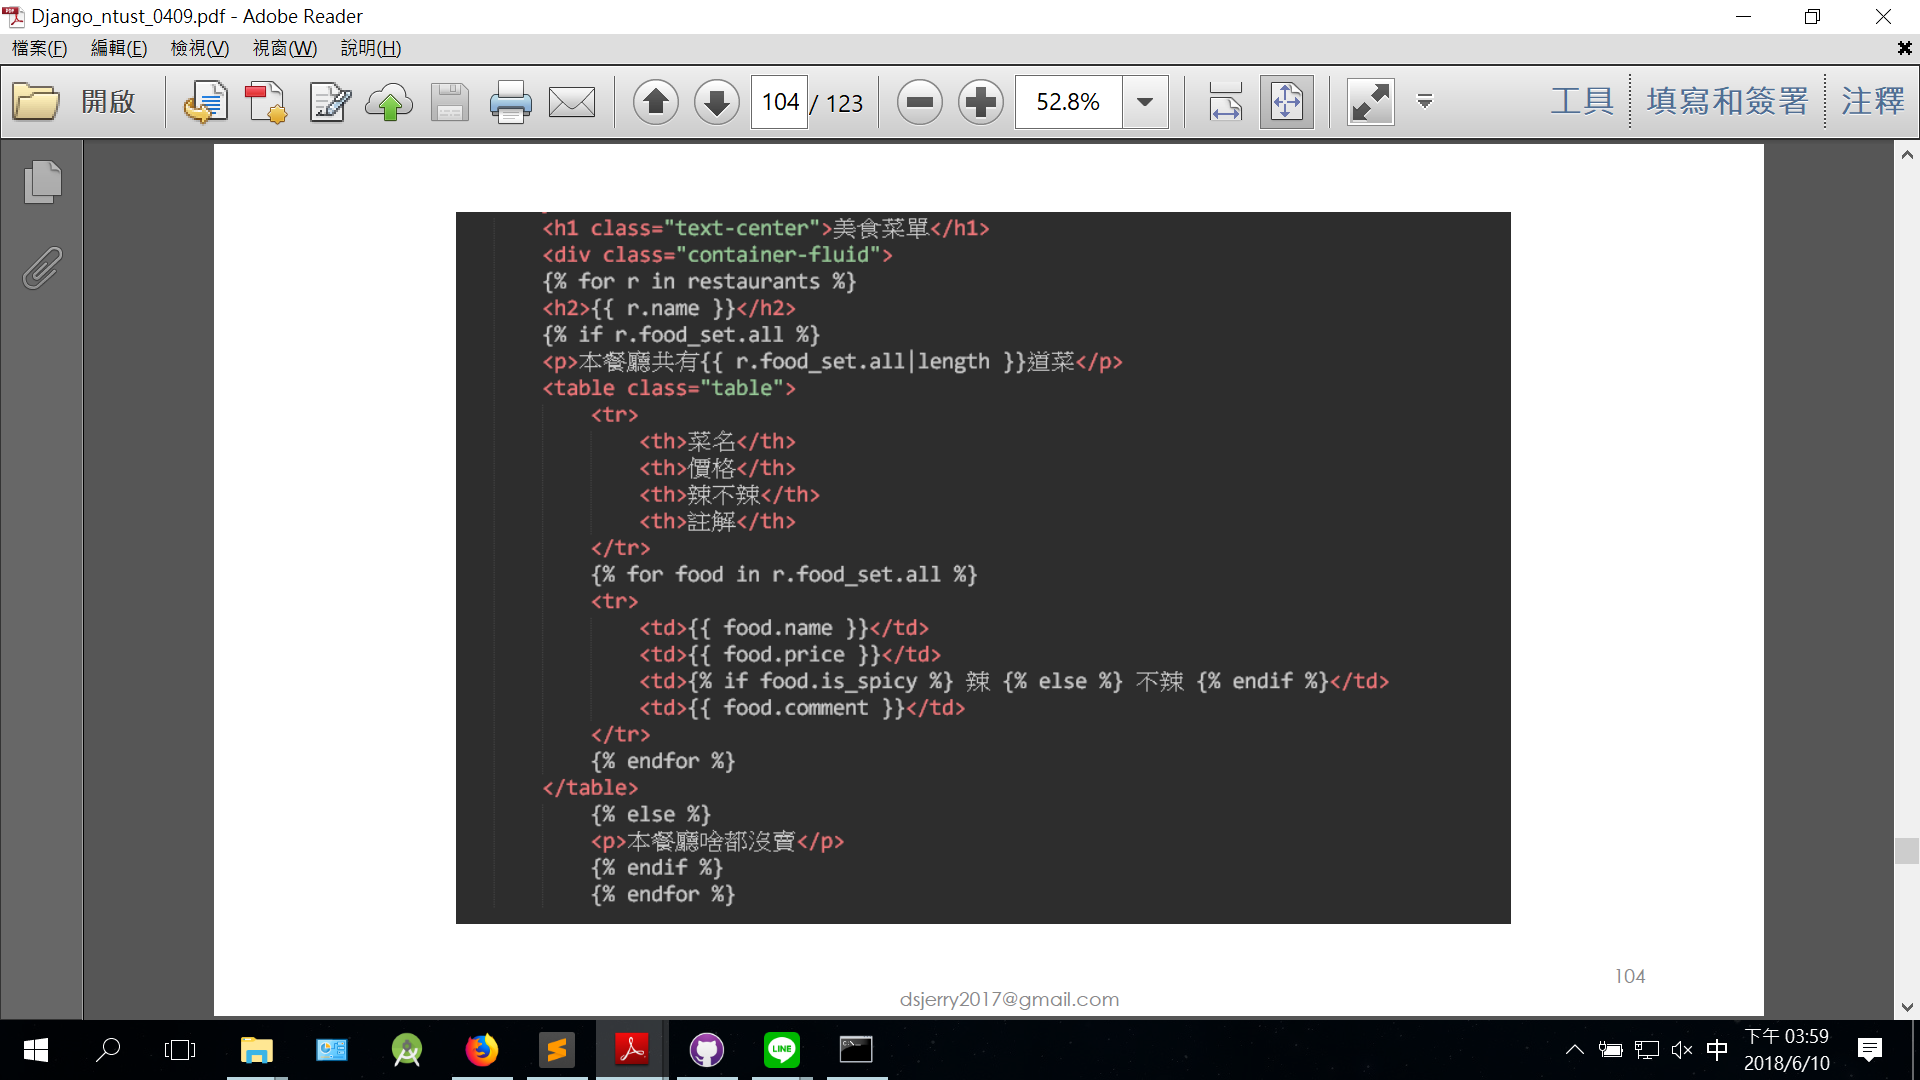 Django_ntust_0409.pdf - Adobe Reader
檔案(F) 編輯(E) 檢視(V) 視窗(W) 說明(H)
開啟 104 / 123 52.8% 工具 填寫和簽署 注釋
<h1 class="text-center">美食菜單</h1>
<div class="container-fluid">
{% for r in restaurants %}
<h2>{{ r.name }}</h2>
{% if r.food_set.all %}
<p>本餐廳共有{{ r.food_set.all|length }}道菜</p>
<table class="table">
<tr>
<th>菜名</th>
<th>價格</th>
<th>辣不辣</th>
<th>註解</th>
</tr>
{% for food in r.food_set.all %}
<tr>
<td>{{ food.name }}</td>
<td>{{ food.price }}</td>
<td>{% if food.is_spicy %} 辣 {% else %} 不辣 {% endif %}</td>
<td>{{ food.comment }}</td>
</tr>
{% endfor %}
</table>
{% else %}
<p>本餐廳啥都沒賣</p>
{% endif %}
{% endfor %}
104
dsjerry2017@gmail.com
LINE
中
下午 03:59
2018/6/10